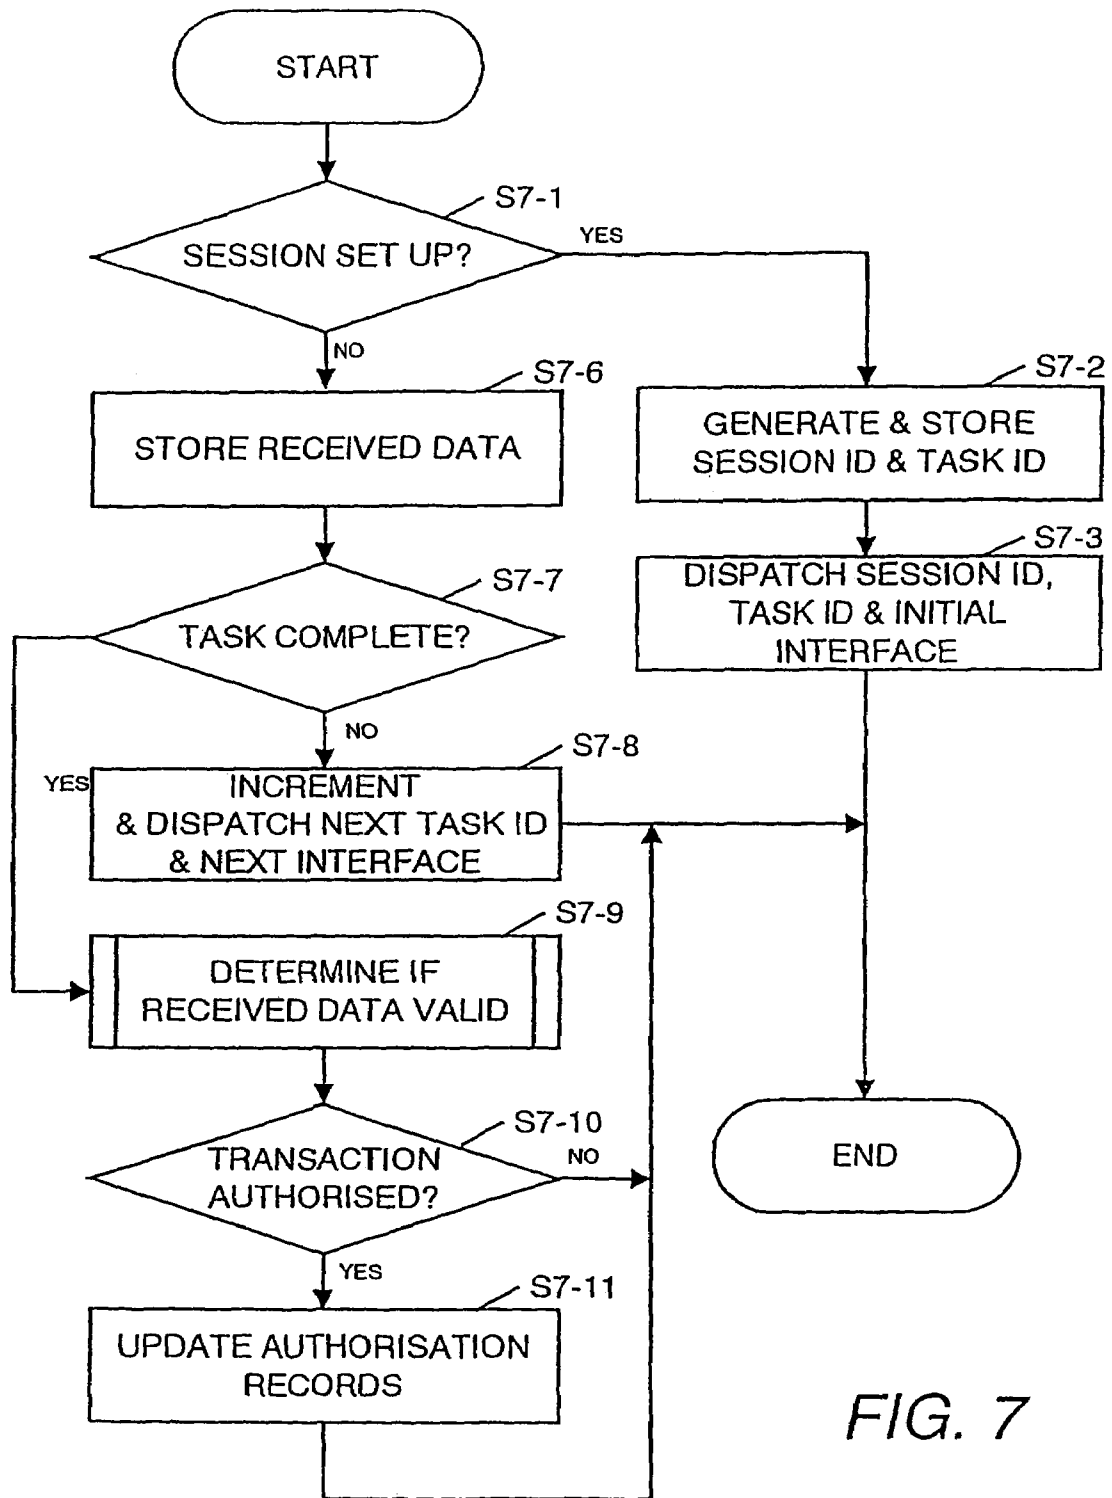 START
S7-1
SESSION SET UP?
YES
NO
S7-6
STORE RECEIVED DATA
S7-2
GENERATE & STORE
SESSION ID & TASK ID
S7-3
DISPATCH SESSION ID,
TASK ID & INITIAL
INTERFACE
S7-7
TASK COMPLETE?
NO
YES
S7-8
INCREMENT
& DISPATCH NEXT TASK ID
& NEXT INTERFACE
S7-9
DETERMINE IF
RECEIVED DATA VALID
S7-10
TRANSACTION
AUTHORISED?
NO
YES
END
S7-11
UPDATE AUTHORISATION
RECORDS
FIG. 7